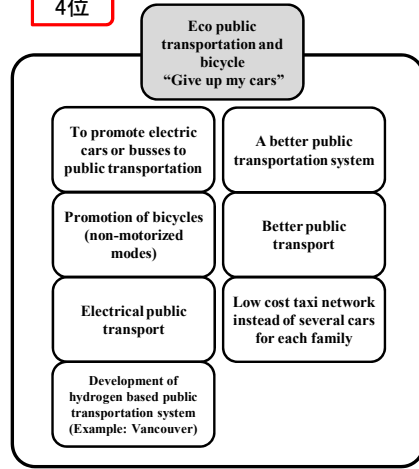 4位
Eco public
transportation and
bicycle
“Give up my cars”
To promote electric
cars or busses to
public transportation
A better public
transportation system
Promotion of bicycles
(non-motorized
modes)
Better public
transport
Electrical public
transport
Low cost taxi network
instead of several cars
for each family
Development of
hydrogen based public
transportation system
(Example: Vancouver)